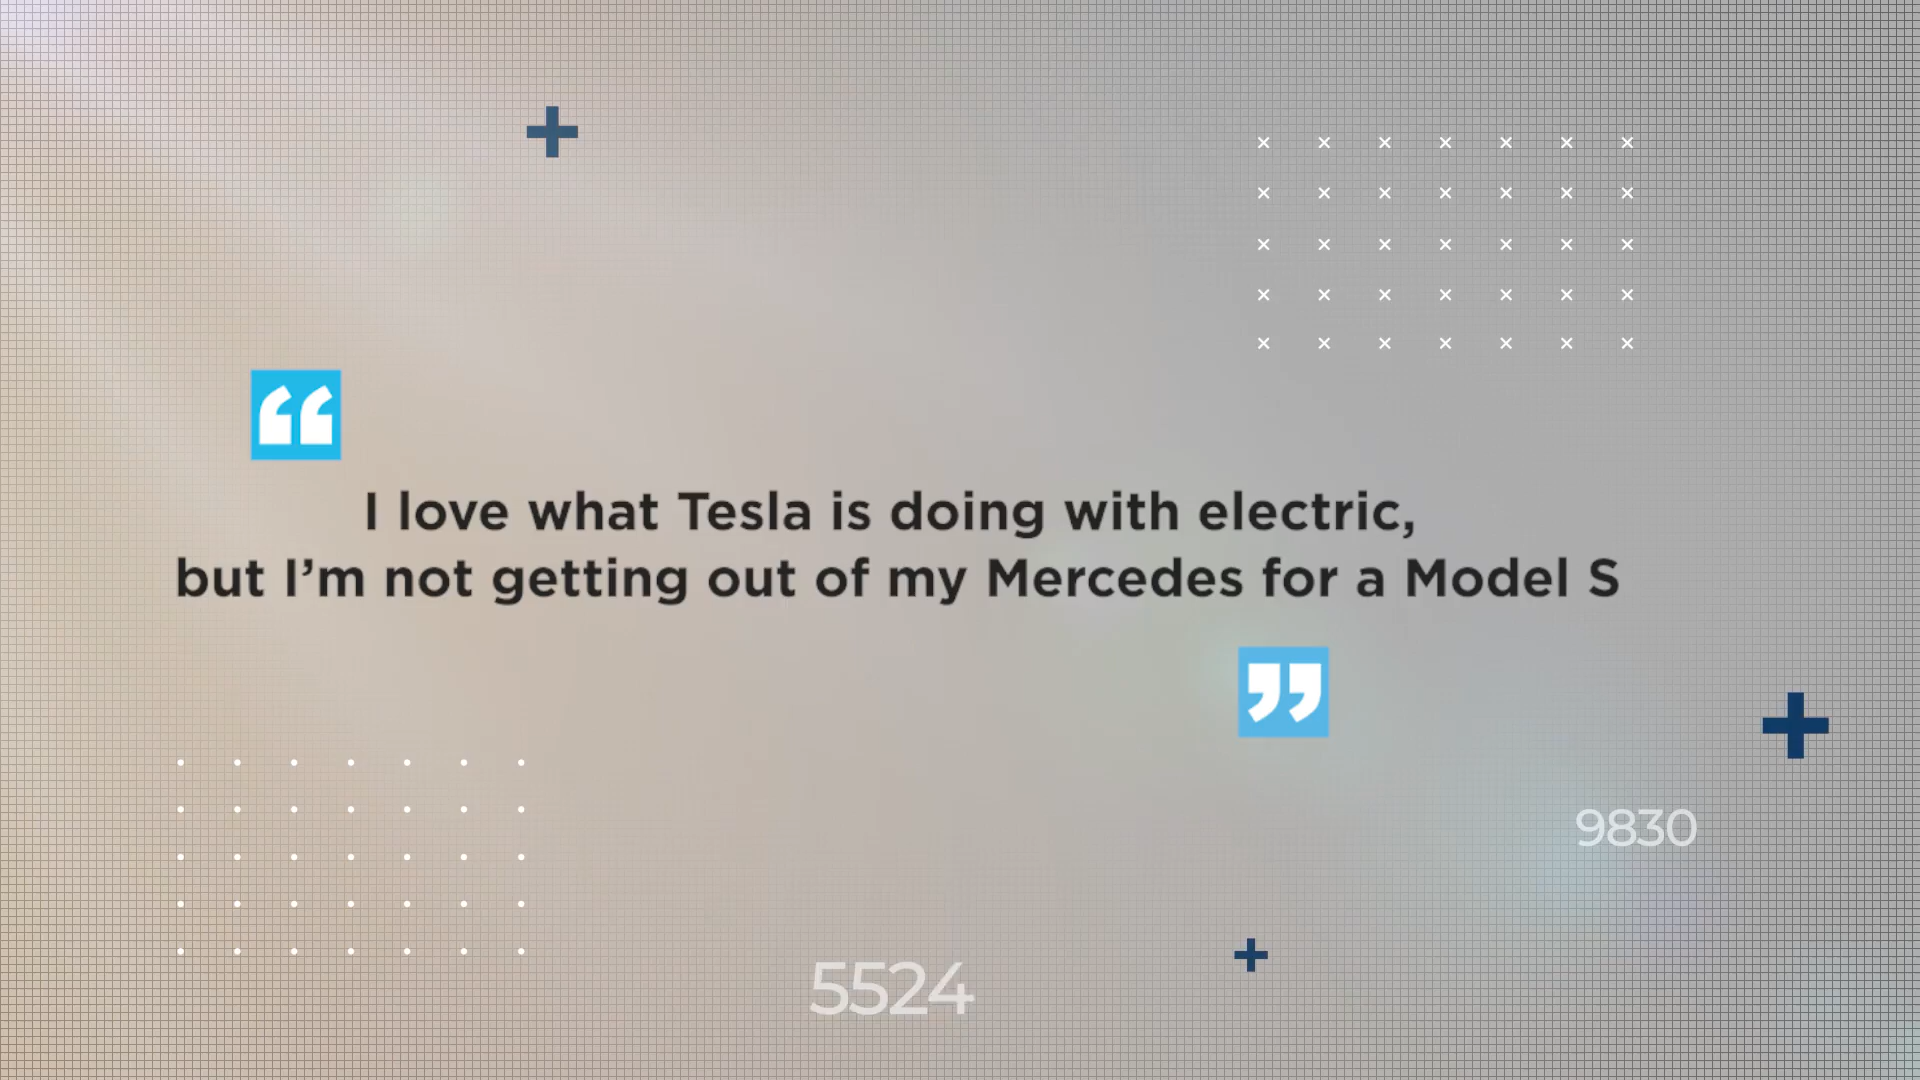 “
I love what Tesla is doing with electric,
but I’m not getting out of my Mercedes for a Model S
”
9830
5524